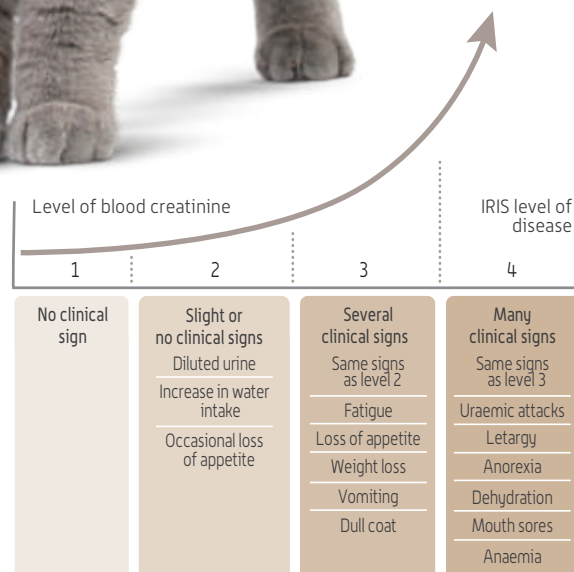 Level of blood creatinine
IRIS level of
disease
1
2
3
4
No clinical
sign
Slight or
no clinical signs
Diluted urine
Increase in water
intake
Occasional loss
of appetite
Several
clinical signs
Same signs
as level 2
Fatigue
Loss of appetite
Weight loss
Vomiting
Dull coat
Many
clinical signs
Same signs
as level 3
Uraemic attacks
Letargy
Anorexia
Dehydration
Mouth sores
Anaemia